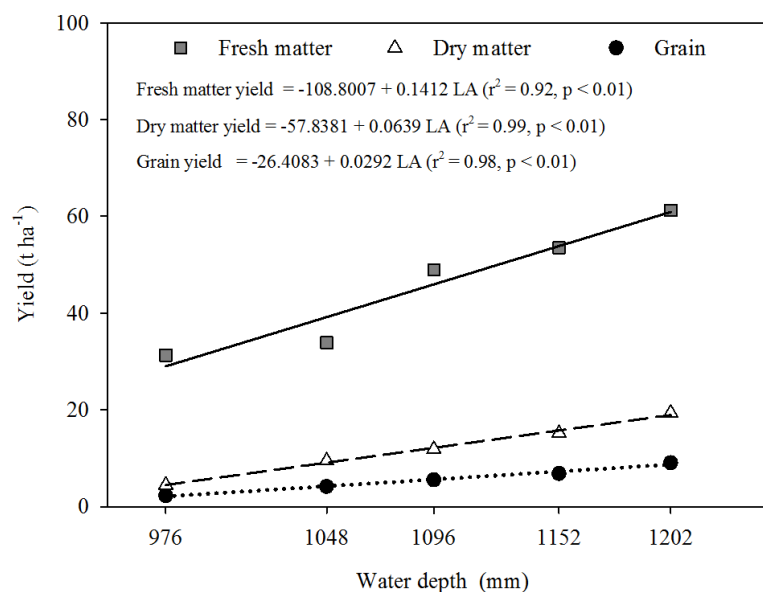 100
Fresh matter Dry matter Grain
Fresh matter yield = -108.8007 + 0.1412 LA (r² = 0.92, p < 0.01)
80
Dry matter yield = -57.8381 + 0.0639 LA (r² = 0.99, p < 0.01)
Grain yield = -26.4083 + 0.0292 LA (r² = 0.98, p < 0.01)
60
Yield (t ha⁻¹)
40
20
0
976 1048 1096 1152 1202
Water depth (mm)